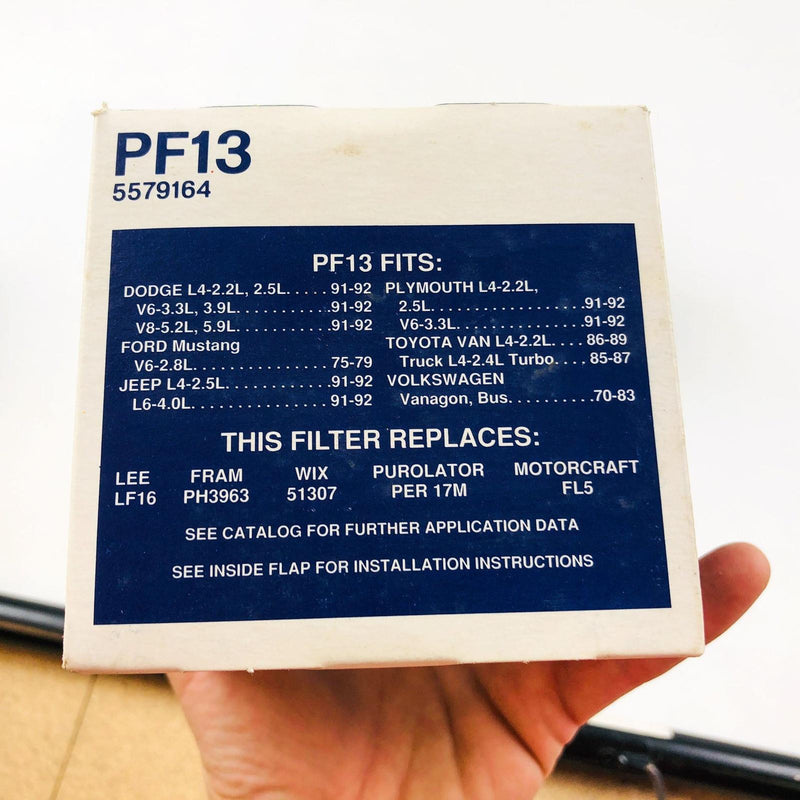 PF13
5579164
PF13 FITS:
DODGE L4-2.2L, 2.5L.....91-92
V6-3.3L, 3.9L..............91-92
V8-5.2L, 5.9L..............91-92
FORD Mustang
V6-2.8L.....................75-79
JEEP L4-2.5L...............91-92
L6-4.0L.....................91-92
PLYMOUTH L4-2.2L,
2.5L.......................91-92
V6-3.3L.....................91-92
TOYOTA VAN L4-2.2L....86-89
Truck L4-2.4L Turbo....85-87
VOLKSWAGEN
Vanagon, Bus..........70-83
THIS FILTER REPLACES:
LEE FRAM WIX PUROLATOR MOTORCRAFT
LF16 PH3963 51307 PER 17M FL5
SEE CATALOG FOR FURTHER APPLICATION DATA
SEE INSIDE FLAP FOR INSTALLATION INSTRUCTIONS